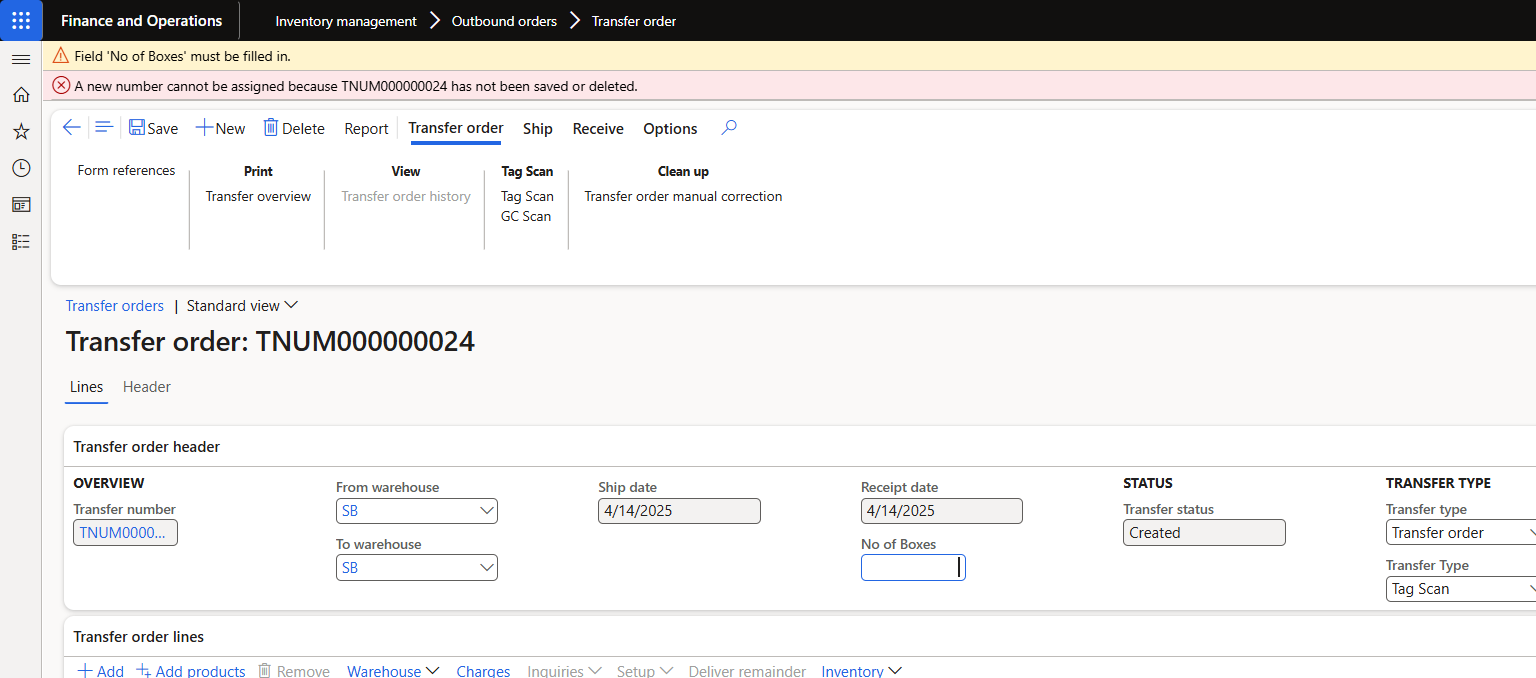 Finance and Operations Inventory management Outbound orders Transfer order
Field 'No of Boxes' must be filled in.
A new number cannot be assigned because TNUM000000024 has not been saved or deleted.
Save New Delete Report Transfer order Ship Receive Options
Form references Print View Tag Scan Clean up
Transfer overview Transfer order history Tag Scan Transfer order manual correction
GC Scan
Transfer orders | Standard view
Transfer order: TNUM000000024
Lines Header
Transfer order header
OVERVIEW From warehouse Ship date Receipt date STATUS TRANSFER TYPE
Transfer number SB 4/14/2025 4/14/2025 Transfer status Transfer type
TNUM0000... To warehouse No of Boxes Created Transfer order
SB Transfer Type
Tag Scan
Transfer order lines
Add Add products Remove Warehouse Charges Inquiries Setup Deliver remainder Inventory